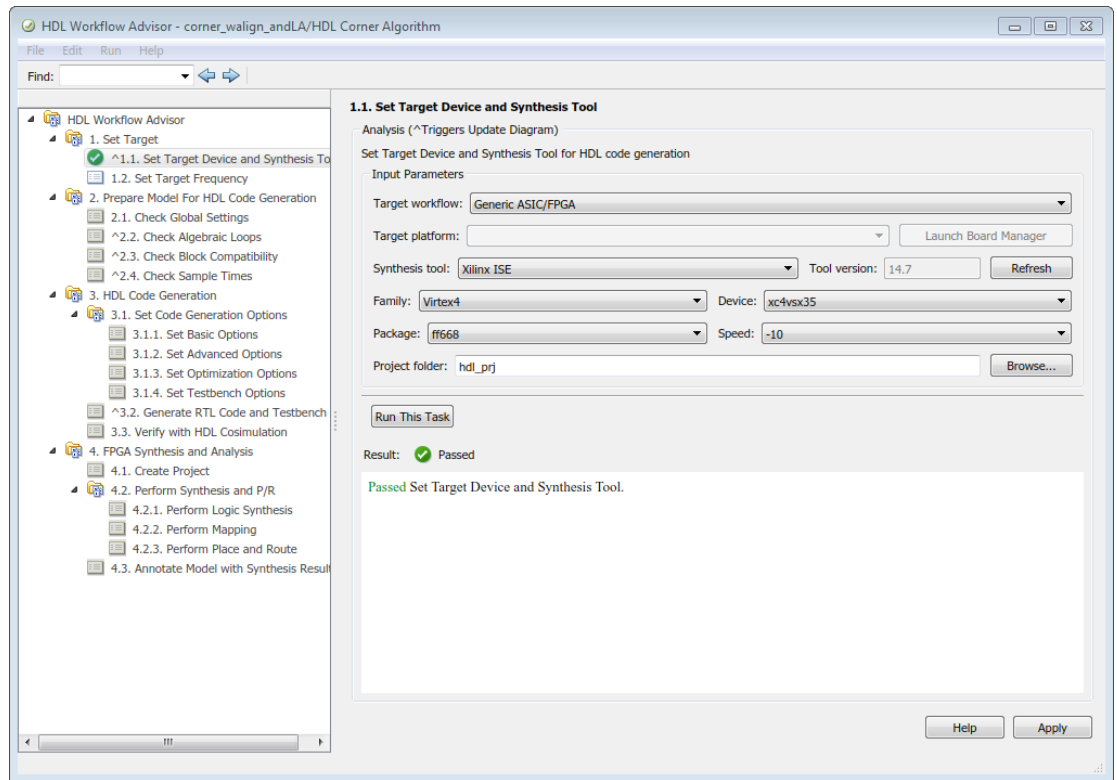 HDL Workflow Advisor - corner_walign_andLA/HDL Corner Algorithm
File Edit Run Help
Find:
HDL Workflow Advisor
1. Set Target
^1.1. Set Target Device and Synthesis To
1.2. Set Target Frequency
2. Prepare Model For HDL Code Generation
2.1. Check Global Settings
^2.2. Check Algebraic Loops
^2.3. Check Block Compatibility
^2.4. Check Sample Times
3. HDL Code Generation
3.1. Set Code Generation Options
3.1.1. Set Basic Options
3.1.2. Set Advanced Options
3.1.3. Set Optimization Options
3.1.4. Set Testbench Options
^3.2. Generate RTL Code and Testbench
3.3. Verify with HDL Cosimulation
4. FPGA Synthesis and Analysis
4.1. Create Project
4.2. Perform Synthesis and P/R
4.2.1. Perform Logic Synthesis
4.2.2. Perform Mapping
4.2.3. Perform Place and Route
4.3. Annotate Model with Synthesis Result
1.1. Set Target Device and Synthesis Tool
Analysis (^Triggers Update Diagram)
Set Target Device and Synthesis Tool for HDL code generation
Input Parameters
Target workflow: Generic ASIC/FPGA
Target platform: Launch Board Manager
Synthesis tool: Xilinx ISE Tool version: 14.7 Refresh
Family: Virtex4 Device: xc4vsx35
Package: ff668 Speed: -10
Project folder: hdl_prj Browse...
Run This Task
Result: Passed
Passed Set Target Device and Synthesis Tool.
Help Apply